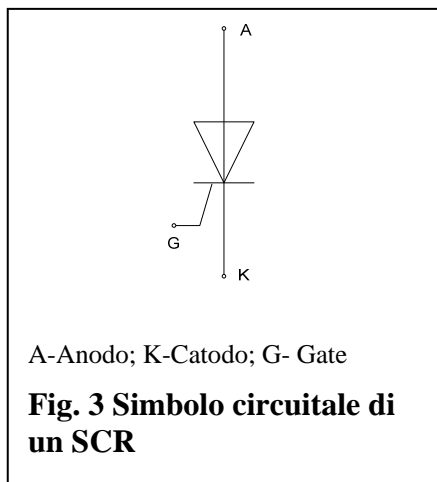 A
G
K
A-Anodo; K-Catodo; G- Gate
Fig. 3 Simbolo circuitale di
un SCR